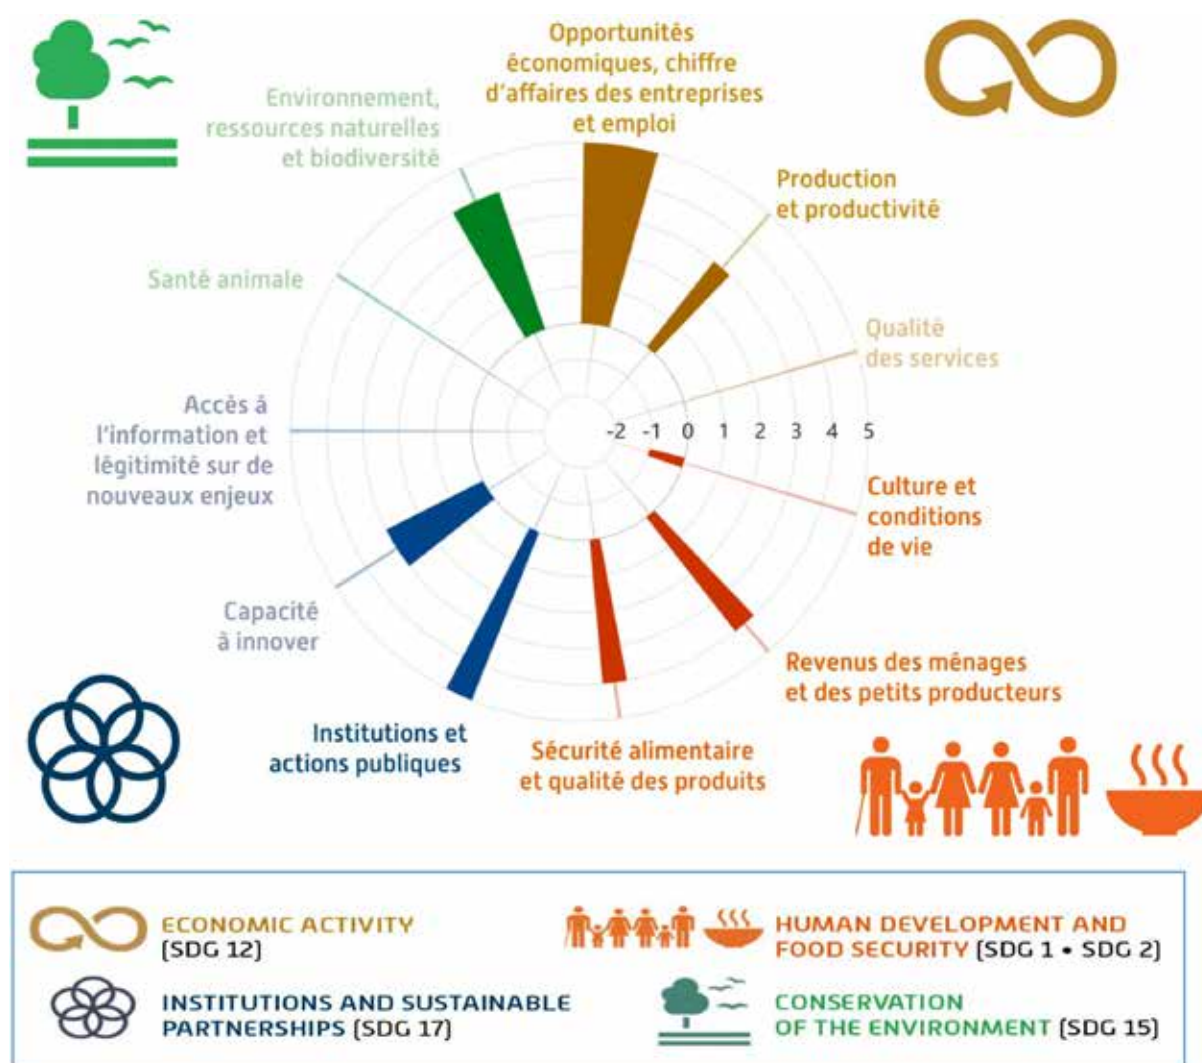 Opportunités
économiques, chiffre
d'affaires des entreprises
et emploi
Production
et productivité
Qualité
des services
-2 -1 0 1 2 3 4 5
Culture et
conditions
de vie
Revenus des ménages
et des petits producteurs
Sécurité alimentaire
et qualité des produits
Institutions et
actions publiques
Capacité
à innover
Accès à
l'information et
légitimité sur de
nouveaux enjeux
Santé animale
Environnement,
ressources naturelles
et biodiversité
ECONOMIC ACTIVITY
(SDG 12)
HUMAN DEVELOPMENT AND
FOOD SECURITY (SDG 1 • SDG 2)
INSTITUTIONS AND SUSTAINABLE
PARTNERSHIPS (SDG 17)
CONSERVATION
OF THE ENVIRONMENT (SDG 15)